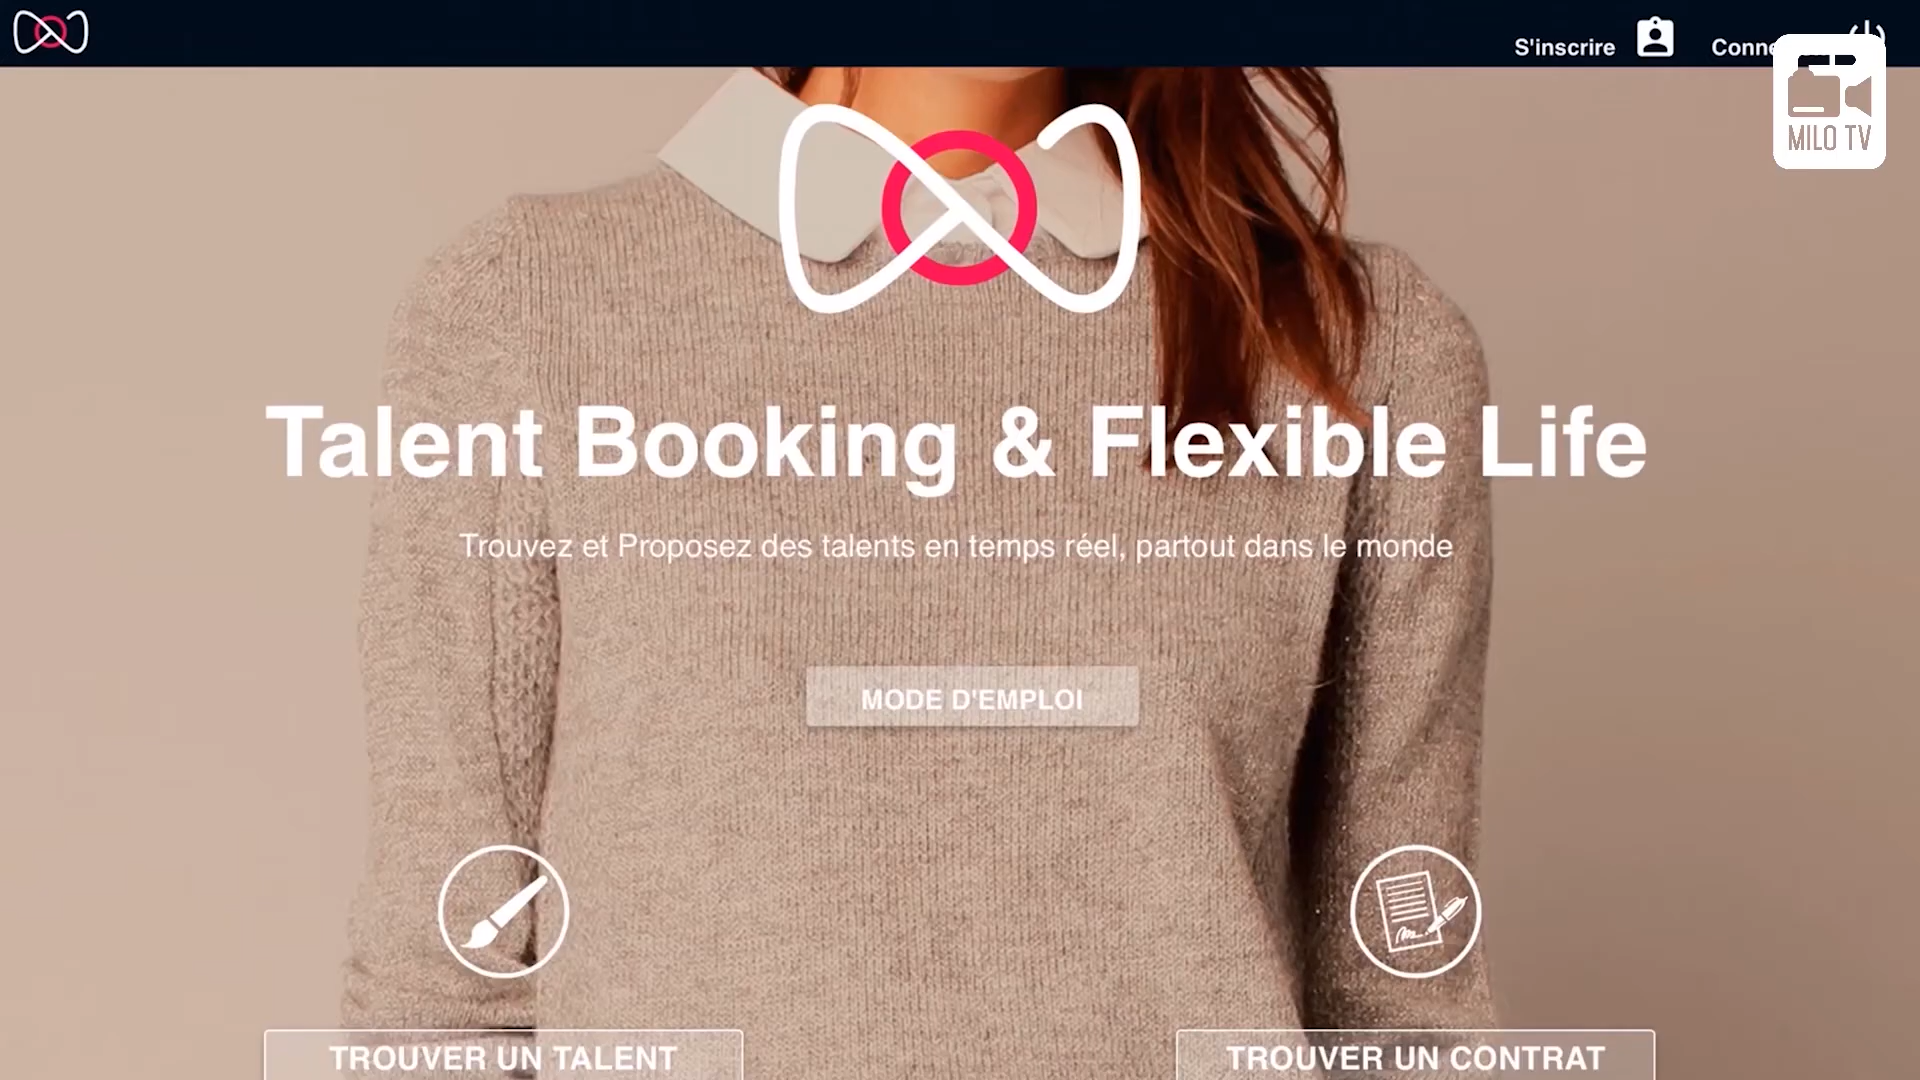 S'inscrire
MILO TV
Talent Booking & Flexible Life
Trouvez et Proposez des talents en temps réel, partout dans le monde
MODE D'EMPLOI
TROUVER UN TALENT
TROUVER UN CONTRAT